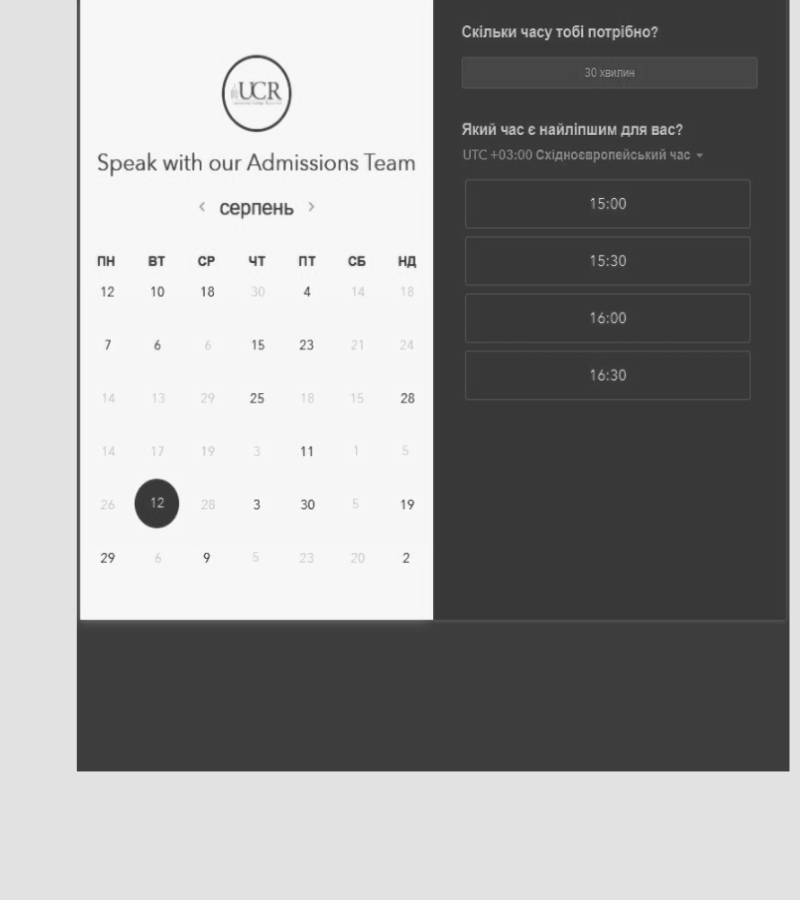 UCR
Speak with our Admissions Team
серпень
ПН ВТ СР ЧТ ПТ СБ НД
12 10 18 30 4 14 18
7 6 6 15 23 21 24
14 13 29 25 18 15 28
14 17 19 3 11 1 5
26 12 28 3 30 5 19
29 6 9 5 23 20 2
Скільки часу тобі потрібно?
30 хвилин
Який час є найліпшим для вас?
UTC +03:00 Східноєвропейський час
15:00
15:30
16:00
16:30